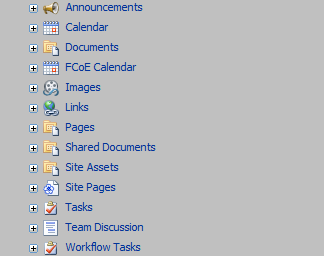 Announcements
Calendar
Documents
FCoE Calendar
Images
Links
Pages
Shared Documents
Site Assets
Site Pages
Tasks
Team Discussion
Workflow Tasks